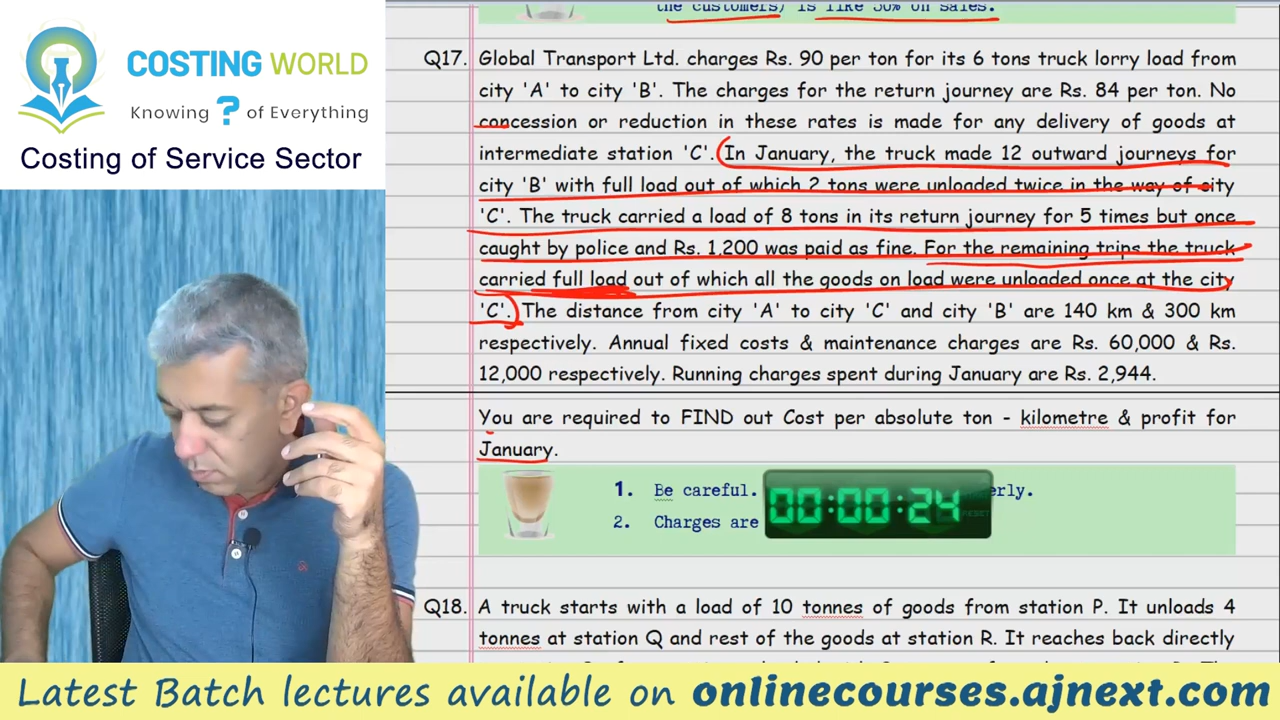 COSTING WORLD
Knowing ? of Everything
Costing of Service Sector
the customers) is like 50% on sales.
Q17. Global Transport Ltd. charges Rs. 90 per ton for its 6 tons truck lorry load from
city 'A' to city 'B'. The charges for the return journey are Rs. 84 per ton. No
concession or reduction in these rates is made for any delivery of goods at
intermediate station 'C'. In January, the truck made 12 outward journeys for
city 'B' with full load out of which 2 tons were unloaded twice in the way of city
'C'. The truck carried a load of 8 tons in its return journey for 5 times but once
caught by police and Rs. 1,200 was paid as fine. For the remaining trips the truck
carried full load out of which all the goods on load were unloaded once at the city
'C'. The distance from city 'A' to city 'C' and city 'B' are 140 km & 300 km
respectively. Annual fixed costs & maintenance charges are Rs. 60,000 & Rs.
12,000 respectively. Running charges spent during January are Rs. 2,944.
You are required to FIND out Cost per absolute ton - kilometre & profit for
January.
1. Be careful. erly.
00:00:24
2. Charges are
Q18. A truck starts with a load of 10 tonnes of goods from station P. It unloads 4
tonnes at station Q and rest of the goods at station R. It reaches back directly
Latest Batch lectures available on onlinecourses.ajnext.com